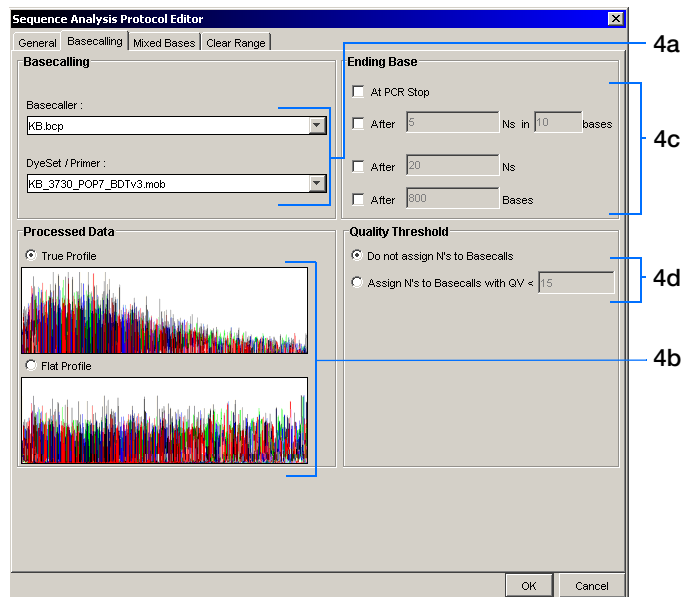 Sequence Analysis Protocol Editor
General Basecalling Mixed Bases Clear Range
4a
Basecalling
Basecaller :
KB.bcp
DyeSet / Primer :
KB_3730_POP7_BDTv3.mob
Ending Base
At PCR Stop
After 5 Ns in 10 bases
After 20 Ns
After 800 Bases
4c
Processed Data
True Profile
Flat Profile
4b
Quality Threshold
Do not assign N's to Basecalls
Assign N's to Basecalls with QV < 15
4d
OK Cancel